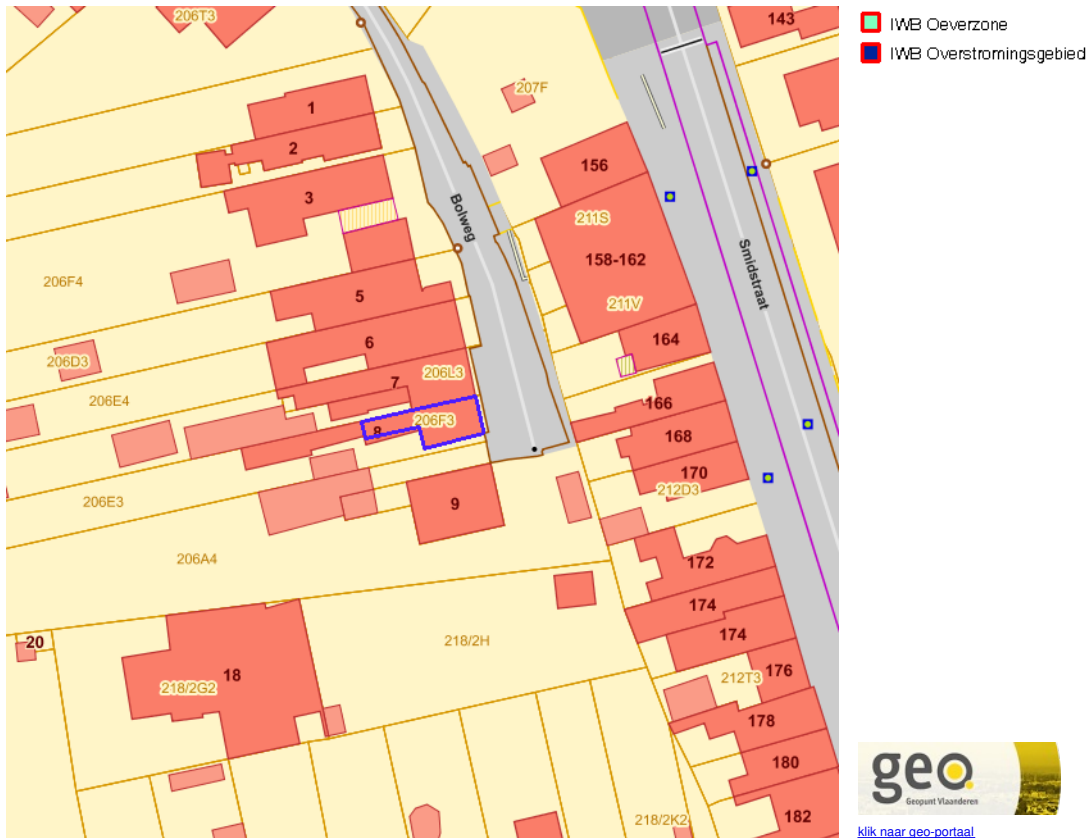 206T3
143
IWB Oeverzone
IWB Overstromingsgebied
207F
1
2
156
3
Bolweg
211S
158-162
Smidstraat
206F4
5
211V
164
6
206D3
206L3
7
206E4
166
206F3
8
168
170
212D3
206E3
9
206A4
172
174
20
218/2H
174
18
176
218/2G2
212T3
178
180
182
218/2K2
geo
Geopunt Vlaanderen
klik naar geo-portaal